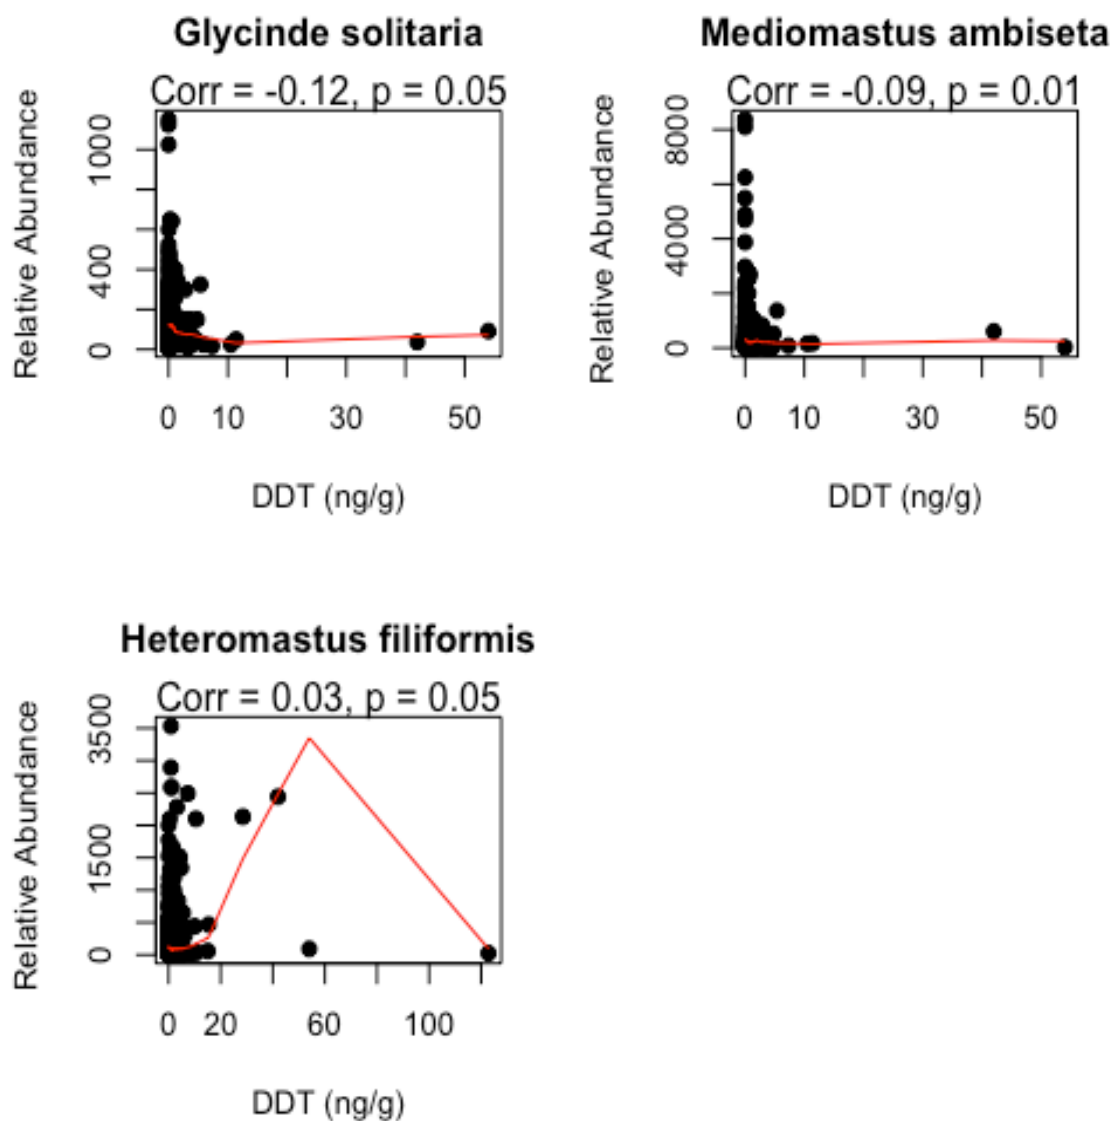 Glycinde solitaria
Corr = -0.12, p = 0.05
Relative Abundance
1000
400
0
0 10 30 50
DDT (ng/g)
Mediomastus ambiseta
Corr = -0.09, p = 0.01
Relative Abundance
8000
4000
0
0 10 30 50
DDT (ng/g)
Heteromastus filiformis
Corr = 0.03, p = 0.05
Relative Abundance
3500
1500
0
0 20 60 100
DDT (ng/g)